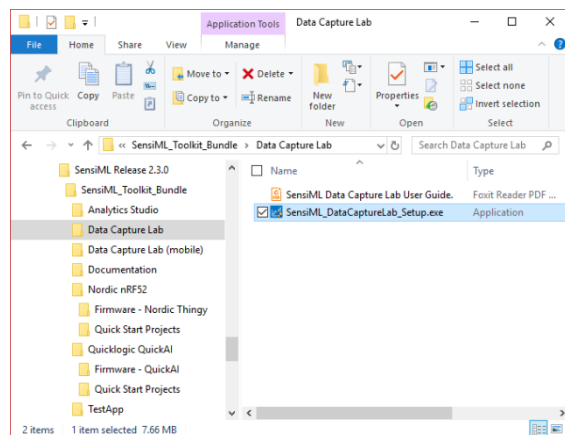 Application Tools Data Capture Lab
File Home Share View Manage
Pin to Quick access
Copy
Paste
Move to
Copy to
Delete
Rename
New folder
Properties
Select all
Select none
Invert selection
Clipboard Organize New Open Select
« SensiML_Toolkit_Bundle > Data Capture Lab
Search Data Capture Lab
SensiML Release 2.3.0
SensiML_Toolkit_Bundle
Analytics Studio
Data Capture Lab
Data Capture Lab (mobile)
Documentation
Nordic nRF52
Firmware - Nordic Thingy
Quick Start Projects
Quicklogic QuickAI
Firmware - QuickAI
Quick Start Projects
TestApp
Name Type
SensiML Data Capture Lab User Guide. Foxit Reader PDF ...
SensiML_DataCaptureLab_Setup.exe Application
2 items 1 item selected 7.66 MB